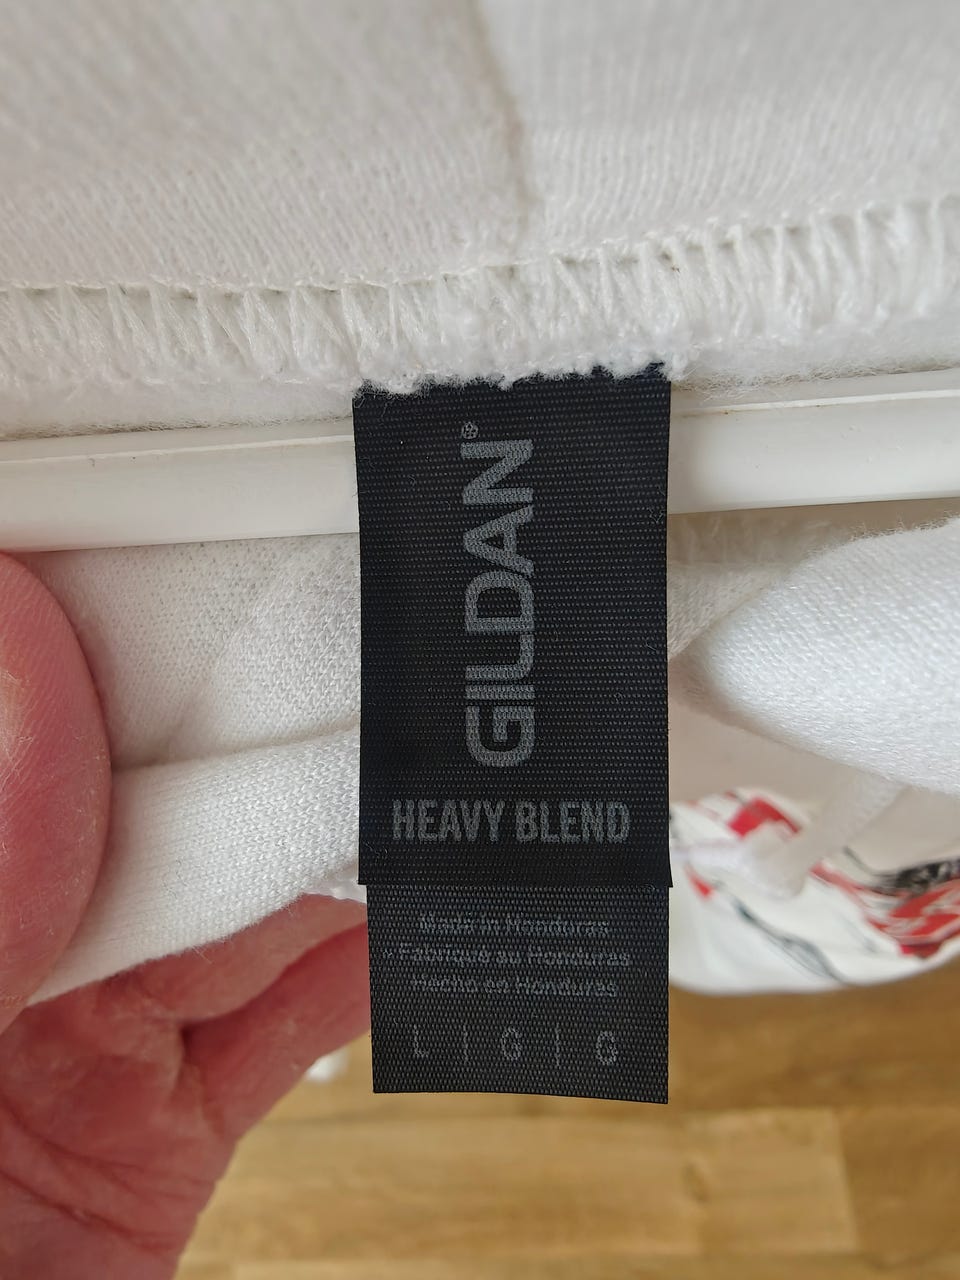 GILDAN®
HEAVY BLEND
Made in Honduras
Fabriqué au Honduras
Hecho en Honduras
L | G | G